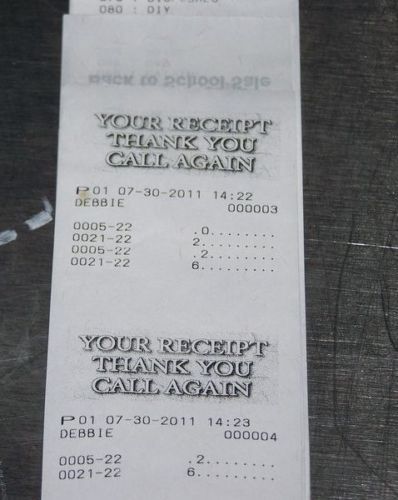 080 : DIY
Back to School Sale
YOUR RECEIPT
THANK YOU
CALL AGAIN
P01 07-30-2011 14:22
DEBBIE 000003
0005-22 .0........
0021-22 2.........
0005-22 .2........
0021-22 6.........
YOUR RECEIPT
THANK YOU
CALL AGAIN
P01 07-30-2011 14:23
DEBBIE 000004
0005-22 .2........
0021-22 6.........